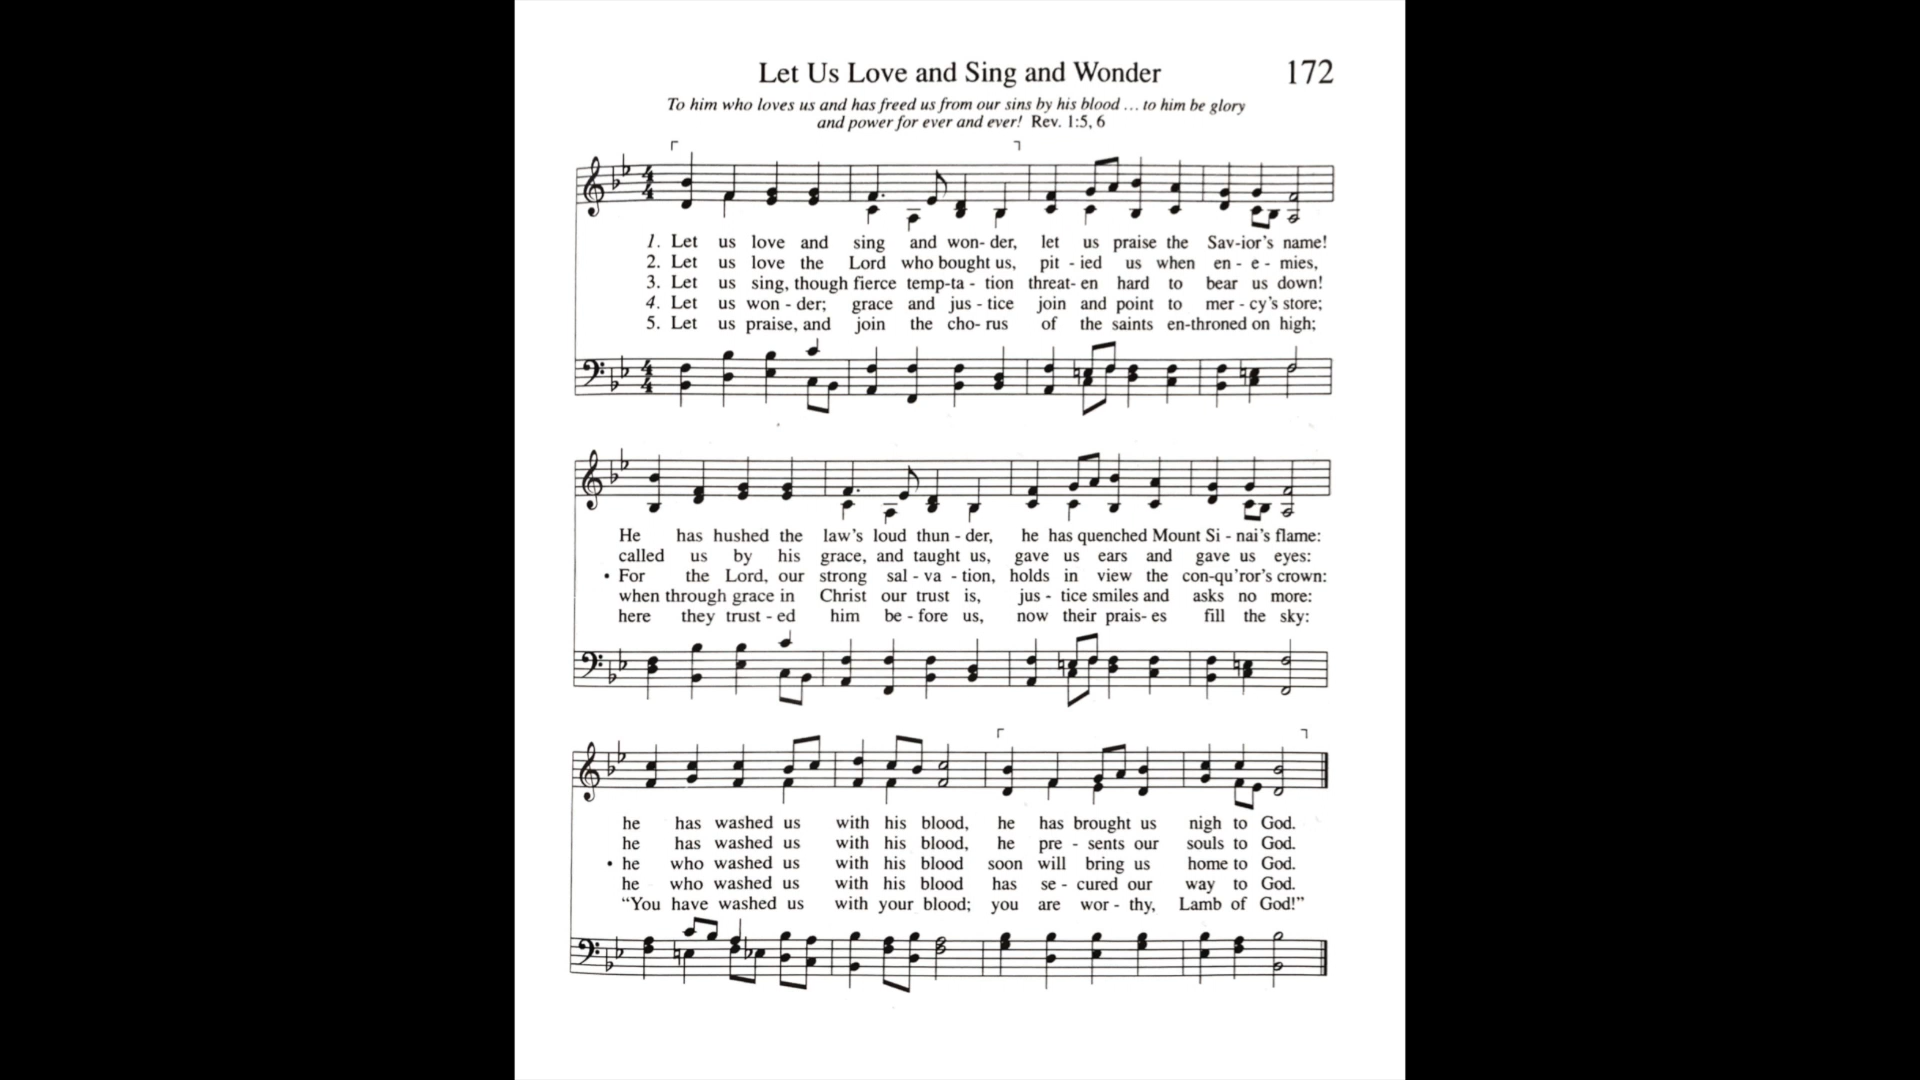 Let Us Love and Sing and Wonder 172
To him who loves us and has freed us from our sins by his blood … to him be glory
and power for ever and ever! Rev. 1:5, 6
1. Let us love and sing and won- der, let us praise the Sav-ior’s name!
2. Let us love the Lord who bought us, pit - ied us when en - e - mies,
3. Let us sing, though fierce temp-ta - tion threat- en hard to bear us down!
4. Let us won - der; grace and jus - tice join and point to mer - cy’s store;
5. Let us praise, and join the cho- rus of the saints en-throned on high;
He has hushed the law’s loud thun - der, he has quenched Mount Si - nai’s flame:
called us by his grace, and taught us, gave us ears and gave us eyes:
• For the Lord, our strong sal - va - tion, holds in view the con-qu’ror’s crown:
when through grace in Christ our trust is, jus - tice smiles and asks no more:
here they trust - ed him be - fore us, now their prais- es fill the sky:
he has washed us with his blood, he has brought us nigh to God.
he has washed us with his blood, he pre - sents our souls to God.
• he who washed us with his blood soon will bring us home to God.
he who washed us with his blood has se - cured our way to God.
“You have washed us with your blood; you are wor - thy, Lamb of God!”